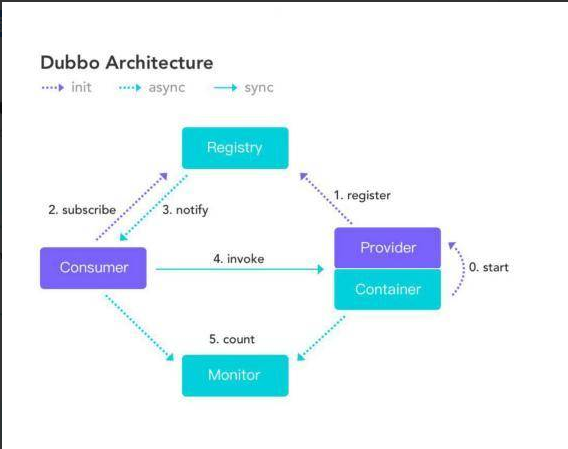 Dubbo Architecture
init async sync
Registry
1. register
2. subscribe 3. notify
Provider
4. invoke
Consumer
0. start
Container
5. count
Monitor